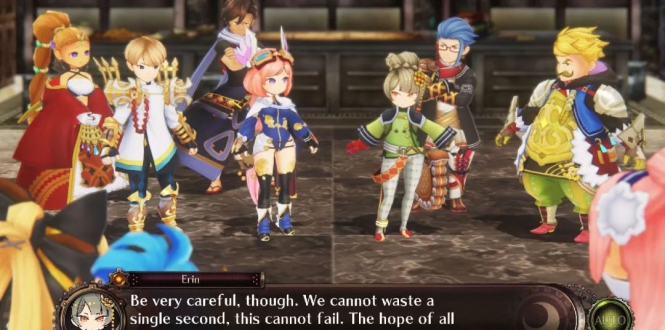 Erin
Be very careful, though. We cannot waste a
single second, this cannot fail. The hope of all
AUTO